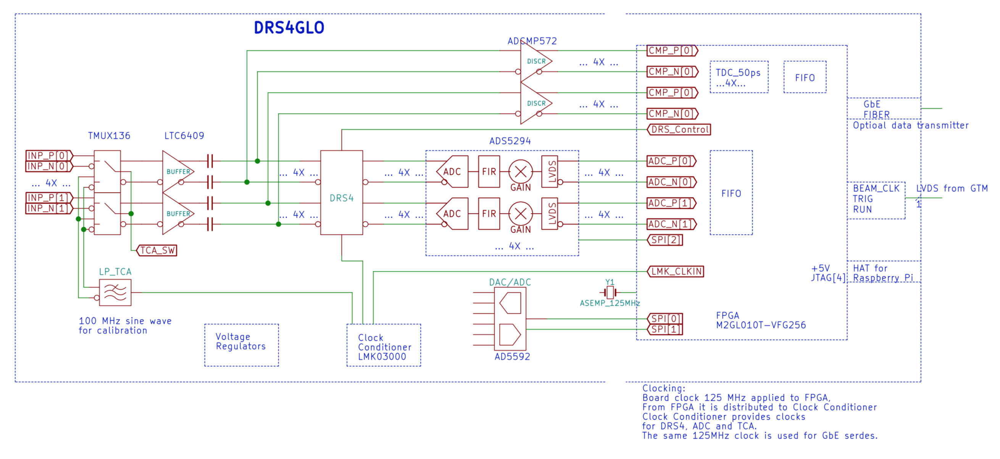 DRS4GLO
ADCMP572
DISCR
... 4X ...
CMP_P[0]
CMP_N[0]
TDC_50ps
...4X...
FIFO
DISCR
... 4X ...
CMP_P[0]
CMP_N[0]
GbE
FIBER
Optioal data transmitter
DRS_Control
TMUX136
LTC6409
ADS5294
INP_P[0]
INP_N[0]
... 4X ...
INP_P[1]
INP_N[1]
BUFFER
BUFFER
... 4X ...
... 4X ...
DRS4
... 4X ...
... 4X ...
ADC
FIR
GAIN
LVDS
ADC
FIR
GAIN
LVDS
... 4X ...
... 4X ...
... 4X ...
ADC_P[0]
ADC_N[0]
ADC_P[1]
ADC_N[1]
SPI[2]
FIFO
BEAM_CLK
TRIG
RUN
LVDS from GTM
1
TCA_SW
LP_TCA
LMK_CLKIN
+5V
JTAG[4]
HAT for
Raspberry Pi
DAC/ADC
Y1
ASEMP_125MHz
100 MHz sine wave
for calibration
Voltage
Regulators
Clock
Conditioner
LMK03000
AD5592
SPI[0]
SPI[1]
FPGA
M2GL010T-VFG256
Clocking:
Board clock 125 MHz applied to FPGA,
From FPGA it is distributed to Clock Conditioner
Clock Conditioner provides clocks
for DRS4, ADC and TCA.
The same 125MHz clock is used for GbE serdes.